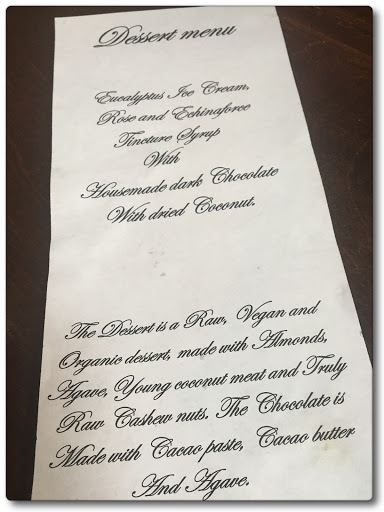 Dessert menu
Eucalyptus Ice Cream,
Rose and Echinaforce
Tincture Syrup
With
Housemade dark Chocolate
With dried Coconut.
The Dessert is a Raw, Vegan and
Organic dessert, made with Almonds,
Agave, Young coconut meat and Truly
Raw Cashew nuts. The Chocolate is
Made with Cacao paste, Cacao butter
And Agave.